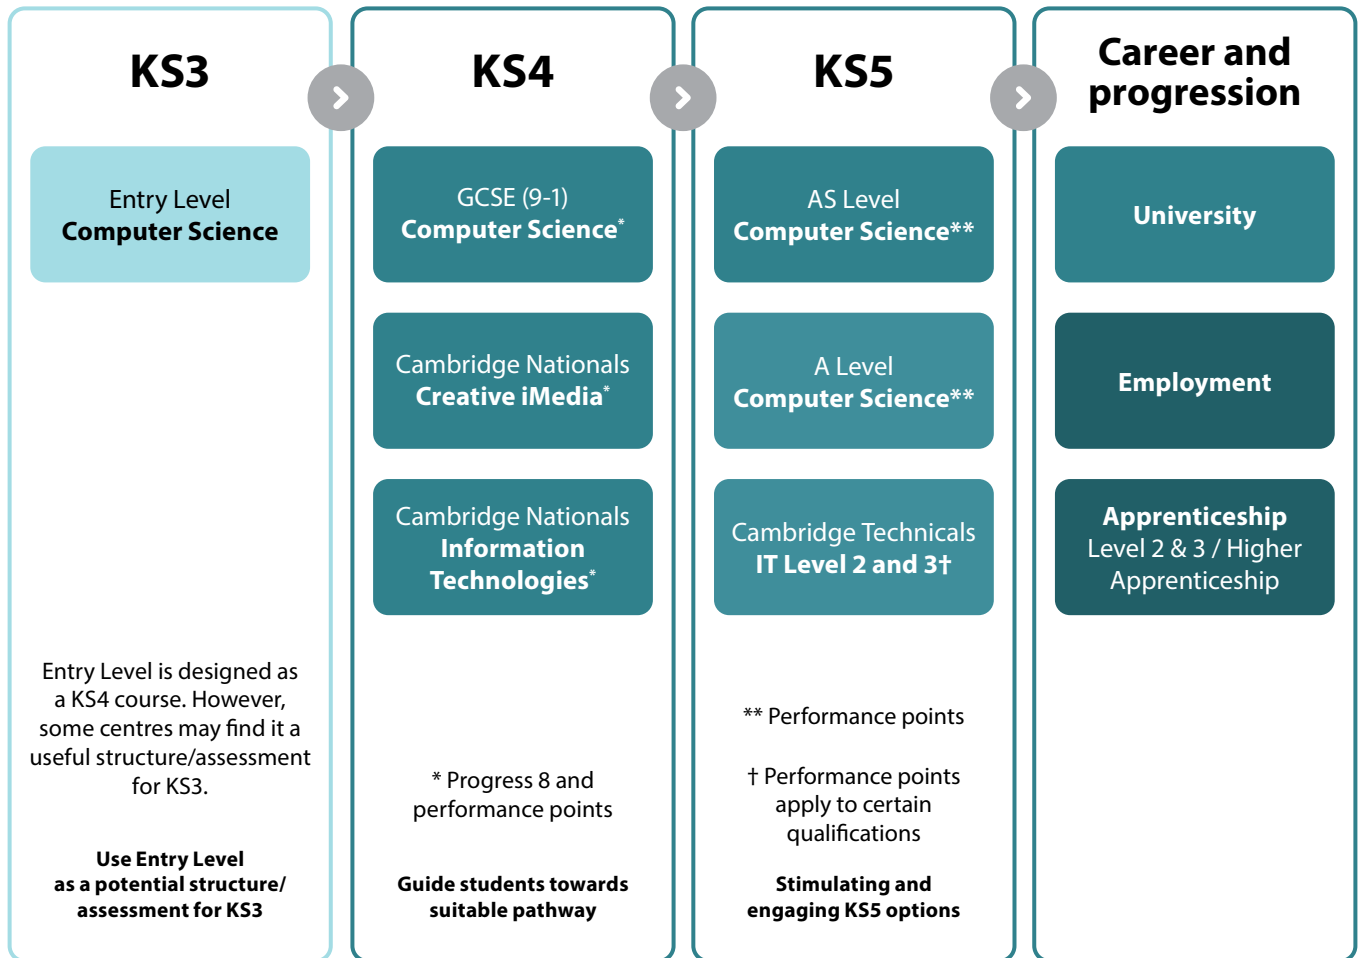 KS3
Entry Level
Computer Science
Entry Level is designed as
a KS4 course. However,
some centres may find it a
useful structure/assessment
for KS3.
Use Entry Level
as a potential structure/
assessment for KS3
KS4
GCSE (9-1)
Computer Science*
Cambridge Nationals
Creative iMedia*
Cambridge Nationals
Information
Technologies*
* Progress 8 and
performance points
Guide students towards
suitable pathway
KS5
AS Level
Computer Science**
A Level
Computer Science**
Cambridge Technicals
IT Level 2 and 3†
** Performance points
† Performance points
apply to certain
qualifications
Stimulating and
engaging KS5 options
Career and
progression
University
Employment
Apprenticeship
Level 2 & 3 / Higher
Apprenticeship